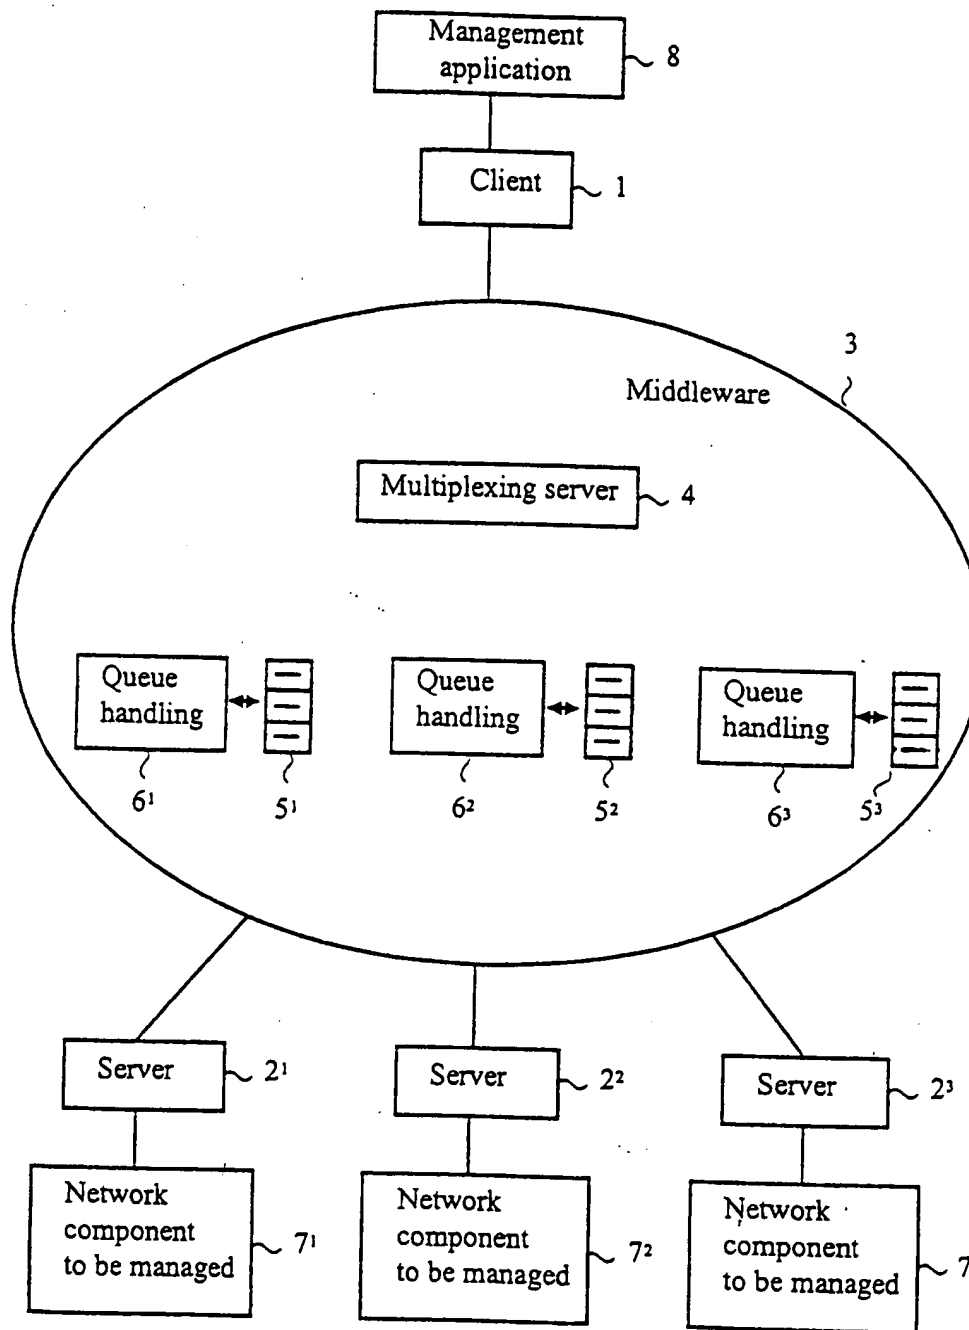 Management
application
8
Client
1
3
Middleware
Multiplexing server
4
Queue
handling
Queue
handling
Queue
handling
6¹
5¹
6²
5²
6³
5³
Server
2¹
Server
2²
Server
2³
Network
component
to be managed
7¹
Network
component
to be managed
7²
Network
component
to be managed
7